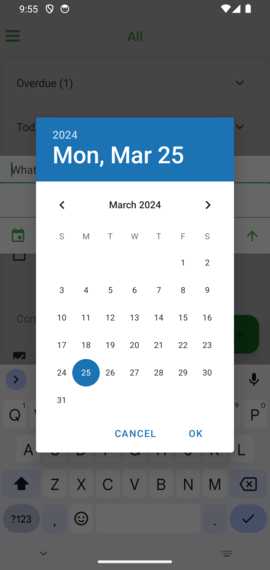 9:55
All
Overdue (1)
2024
Mon, Mar 25
What
March 2024
S M T W T F S
1 2
3 4 5 6 7 8 9
10 11 12 13 14 15 16
17 18 19 20 21 22 23
24 25 26 27 28 29 30
31
CANCEL OK
Q P
A L
Z X C V B N M
?123 , .